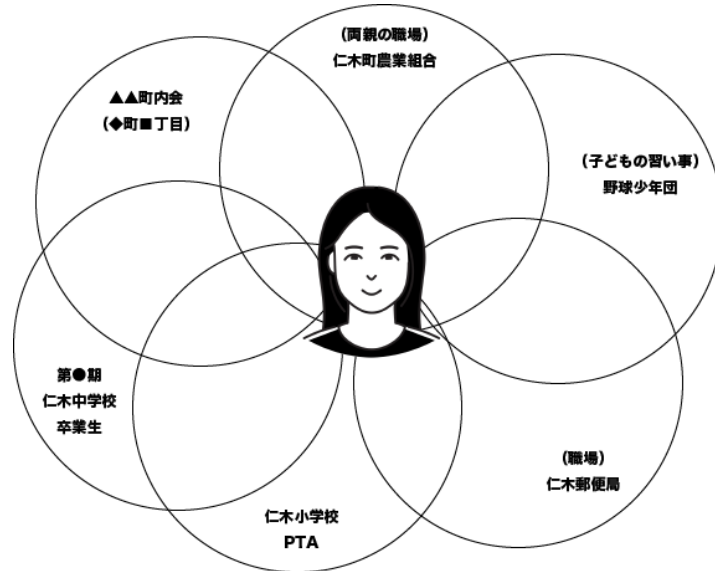 (両親の職場)
仁木町農業組合
▲▲町内会
(◆町■丁目)
(子どもの習い事)
野球少年団
第●期
仁木中学校
卒業生
(職場)
仁木郵便局
仁木小学校
PTA